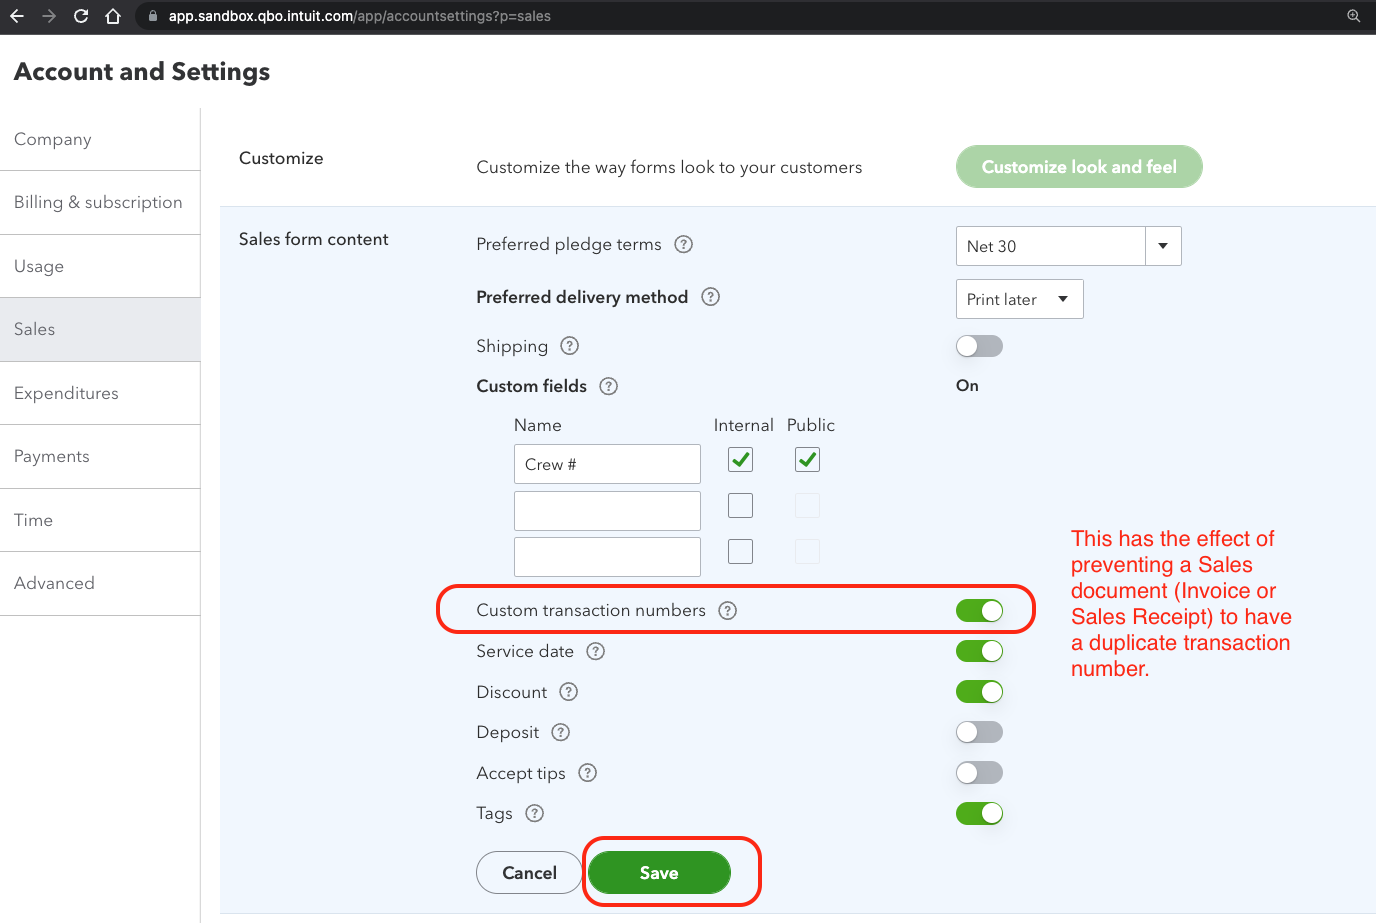 app.sandbox.qbo.intuit.com/app/accountsettings?p=sales
Account and Settings
Company
Billing & subscription
Usage
Sales
Expenditures
Payments
Time
Advanced
Customize
Customize the way forms look to your customers
Customize look and feel
Sales form content
Preferred pledge terms ?
Net 30
Preferred delivery method ?
Print later
Shipping ?
Custom fields ?
On
Name Internal Public
Crew #
Custom transaction numbers ?
Service date ?
Discount ?
Deposit ?
Accept tips ?
Tags ?
Cancel
Save
This has the effect of
preventing a Sales
document (Invoice or
Sales Receipt) to have
a duplicate transaction
number.